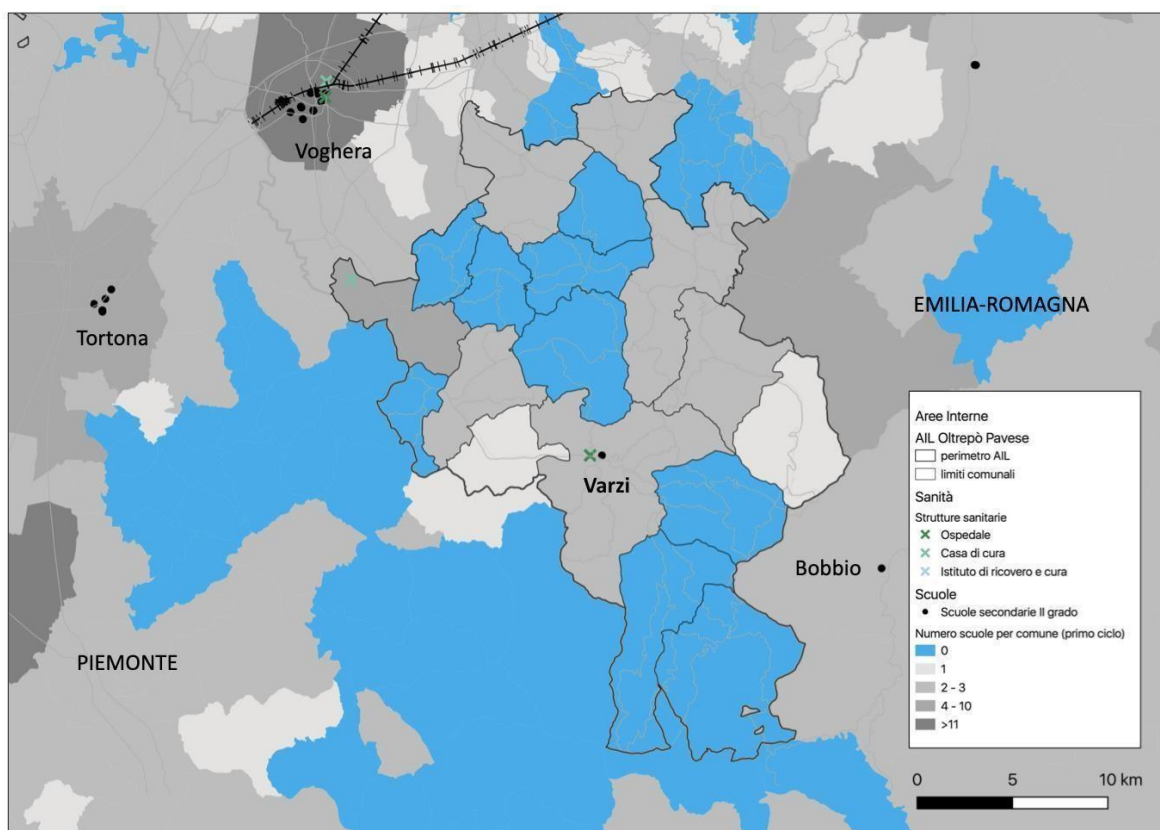 Voghera
Tortona
EMILIA-ROMAGNA
Varzi
Bobbio
PIEMONTE
Aree Interne
AIL Oltrepò Pavese
perimetro AIL
limiti comunali
Sanità
Strutture sanitarie
Ospedale
Casa di cura
Istituto di ricovero e cura
Scuole
Scuole secondarie II grado
Numero scuole per comune (primo ciclo)
0
1
2 - 3
4 - 10
>11
0 5 10 km